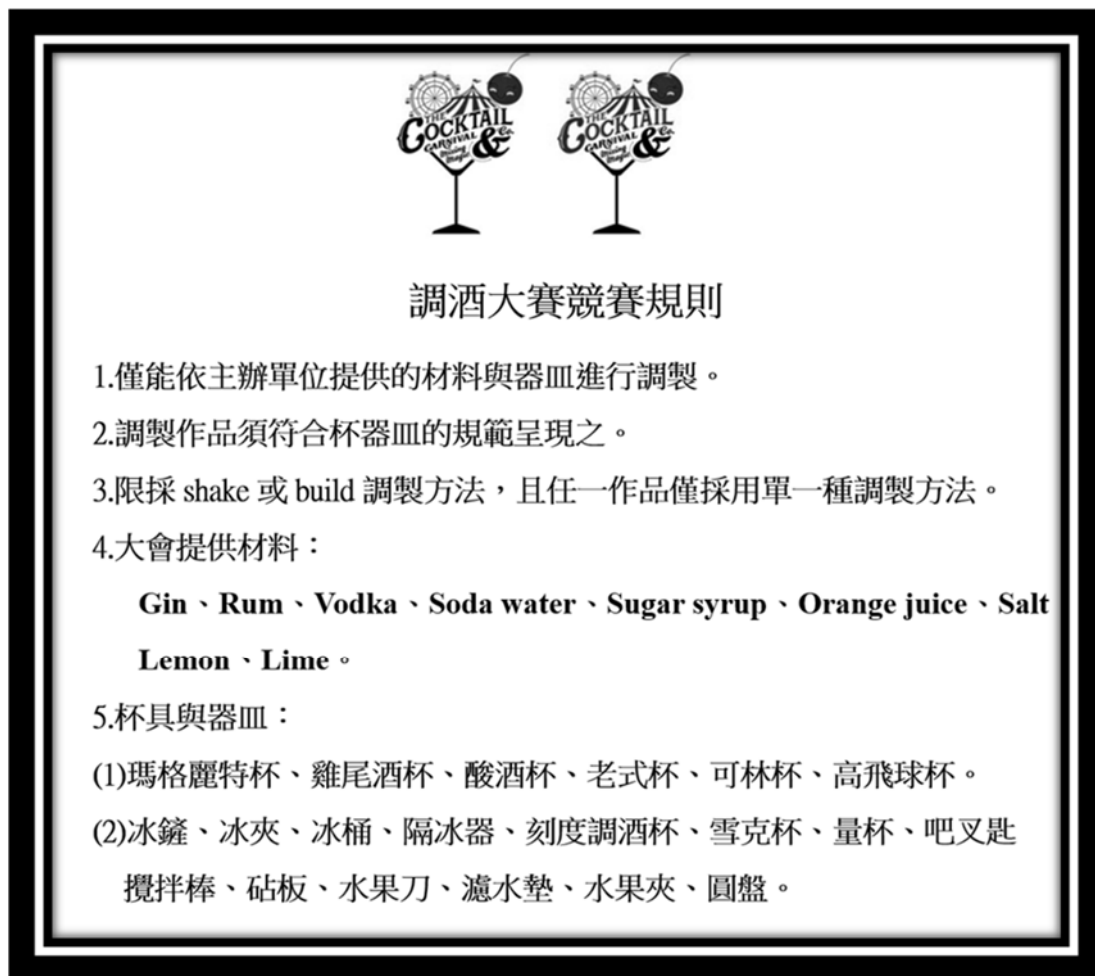 THE
COCKTAIL
CARNIVAL
& Co.
Mixing
Magic
THE
COCKTAIL
CARNIVAL
& Co.
Mixing
Magic
調酒大賽競賽規則
1.僅能依主辦單位提供的材料與器皿進行調製。
2.調製作品須符合杯器皿的規範呈現之。
3.限採 shake 或 build 調製方法，且任一作品僅採用單一種調製方法。
4.大會提供材料：
Gin、Rum、Vodka、Soda water、Sugar syrup、Orange juice、Salt
Lemon、Lime。
5.杯具與器皿：
(1)瑪格麗特杯、雞尾酒杯、酸酒杯、老式杯、可林杯、高飛球杯。
(2)冰鏟、冰夾、冰桶、隔冰器、刻度調酒杯、雪克杯、量杯、吧叉匙
攪拌棒、砧板、水果刀、濾水墊、水果夾、圓盤。